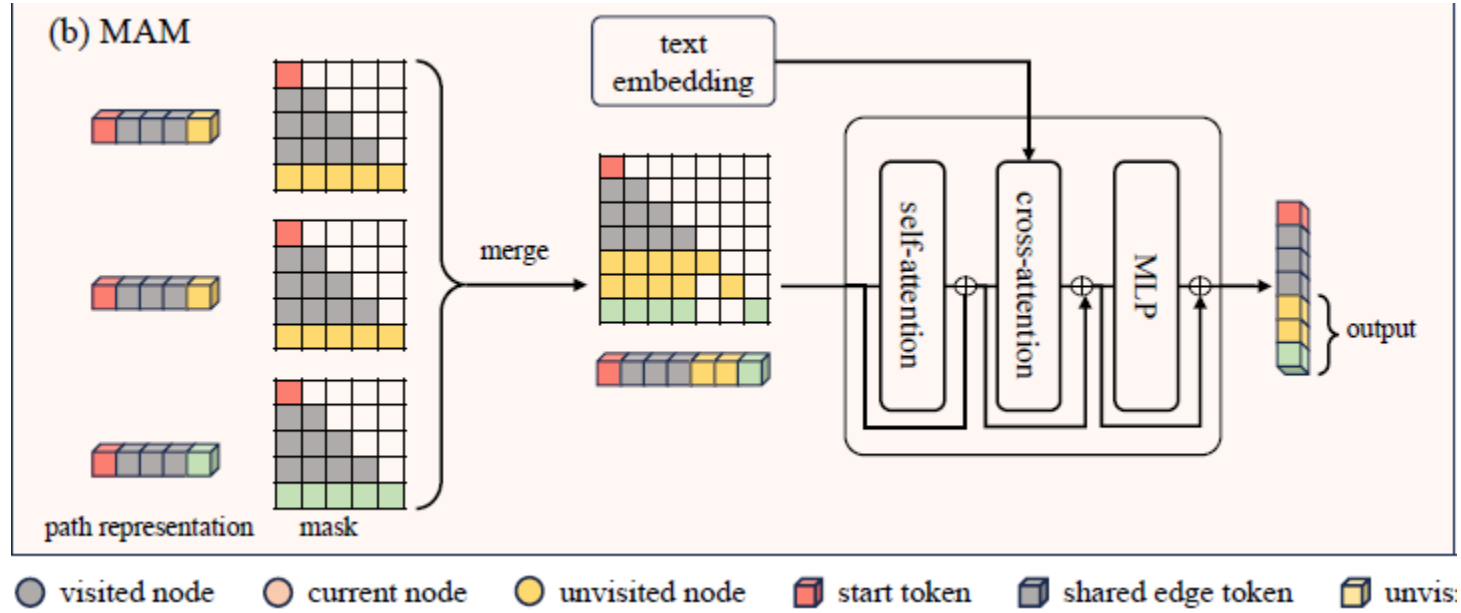 (b) MAM
text
embedding
merge
self-attention
cross-attention
MLP
output
path representation
mask
visited node
current node
unvisited node
start token
shared edge token